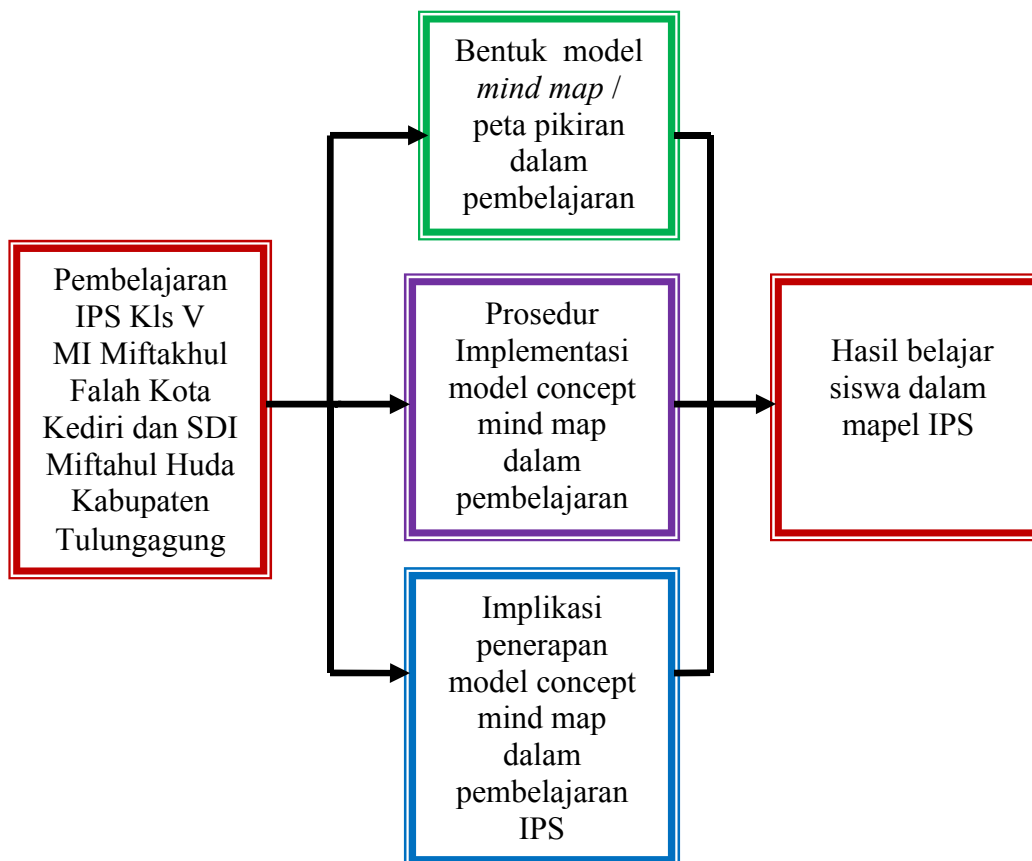 Pembelajaran
IPS Kls V
MI Miftakhul
Falah Kota
Kediri dan SDI
Miftahul Huda
Kabupaten
Tulungagung
Bentuk model
mind map /
peta pikiran
dalam
pembelajaran
Prosedur
Implementasi
model concept
mind map
dalam
pembelajaran
Implikasi
penerapan
model concept
mind map
dalam
pembelajaran
IPS
Hasil belajar
siswa dalam
mapel IPS